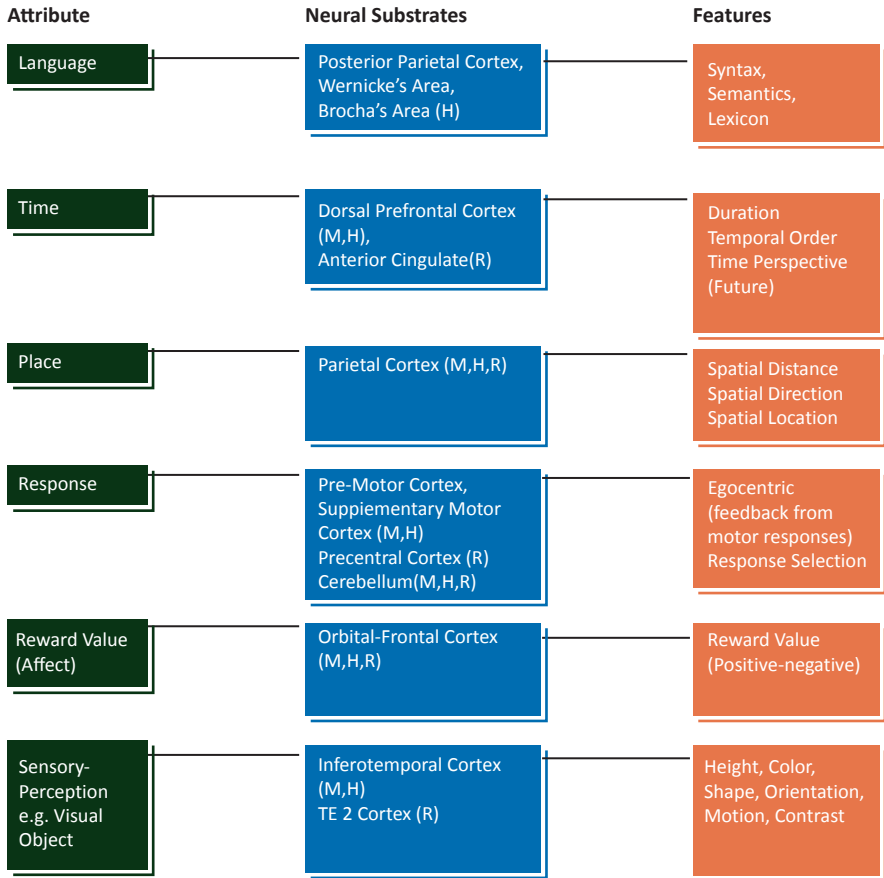 Attribute
Neural Substrates
Features
Language
Posterior Parietal Cortex,
Wernicke's Area,
Brocha's Area (H)
Syntax,
Semantics,
Lexicon
Time
Dorsal Prefrontal Cortex
(M,H),
Anterior Cingulate(R)
Duration
Temporal Order
Time Perspective
(Future)
Place
Parietal Cortex (M,H,R)
Spatial Distance
Spatial Direction
Spatial Location
Response
Pre-Motor Cortex,
Supplementary Motor
Cortex (M,H)
Precentral Cortex (R)
Cerebellum(M,H,R)
Egocentric
(feedback from
motor responses)
Response Selection
Reward Value
(Affect)
Orbital-Frontal Cortex
(M,H,R)
Reward Value
(Positive-negative)
Sensory-
Perception
e.g. Visual
Object
Inferotemporal Cortex
(M,H)
TE 2 Cortex (R)
Height, Color,
Shape, Orientation,
Motion, Contrast